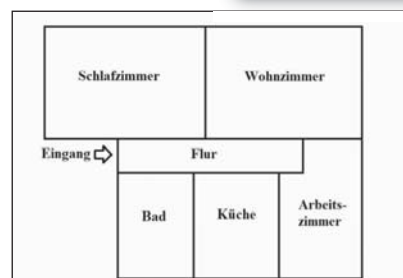 Schlafzimmer
Wohnzimmer
Eingang
Flur
Bad
Küche
Arbeits-
zimmer